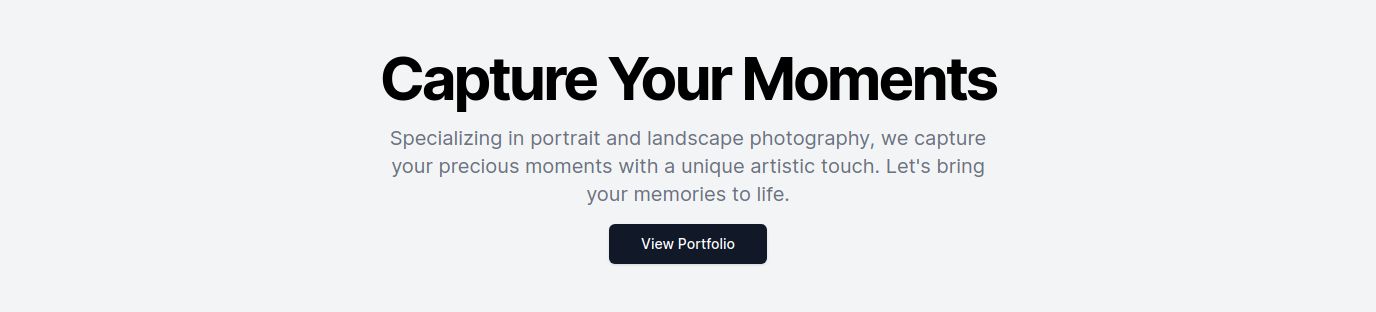 Capture Your Moments
Specializing in portrait and landscape photography, we capture
your precious moments with a unique artistic touch. Let's bring
your memories to life.
View Portfolio